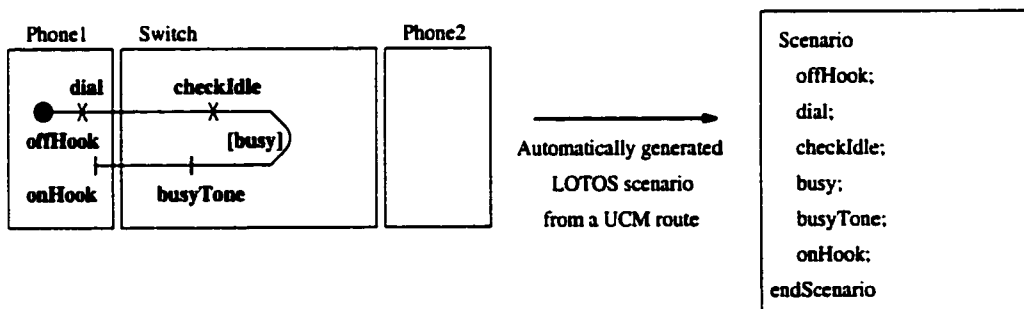 Phone1 Switch Phone2
dial checkIdle
offHook [busy]
onHook busyTone
Automatically generated
LOTOS scenario
from a UCM route
Scenario
offHook;
dial;
checkIdle;
busy;
busyTone;
onHook;
endScenario